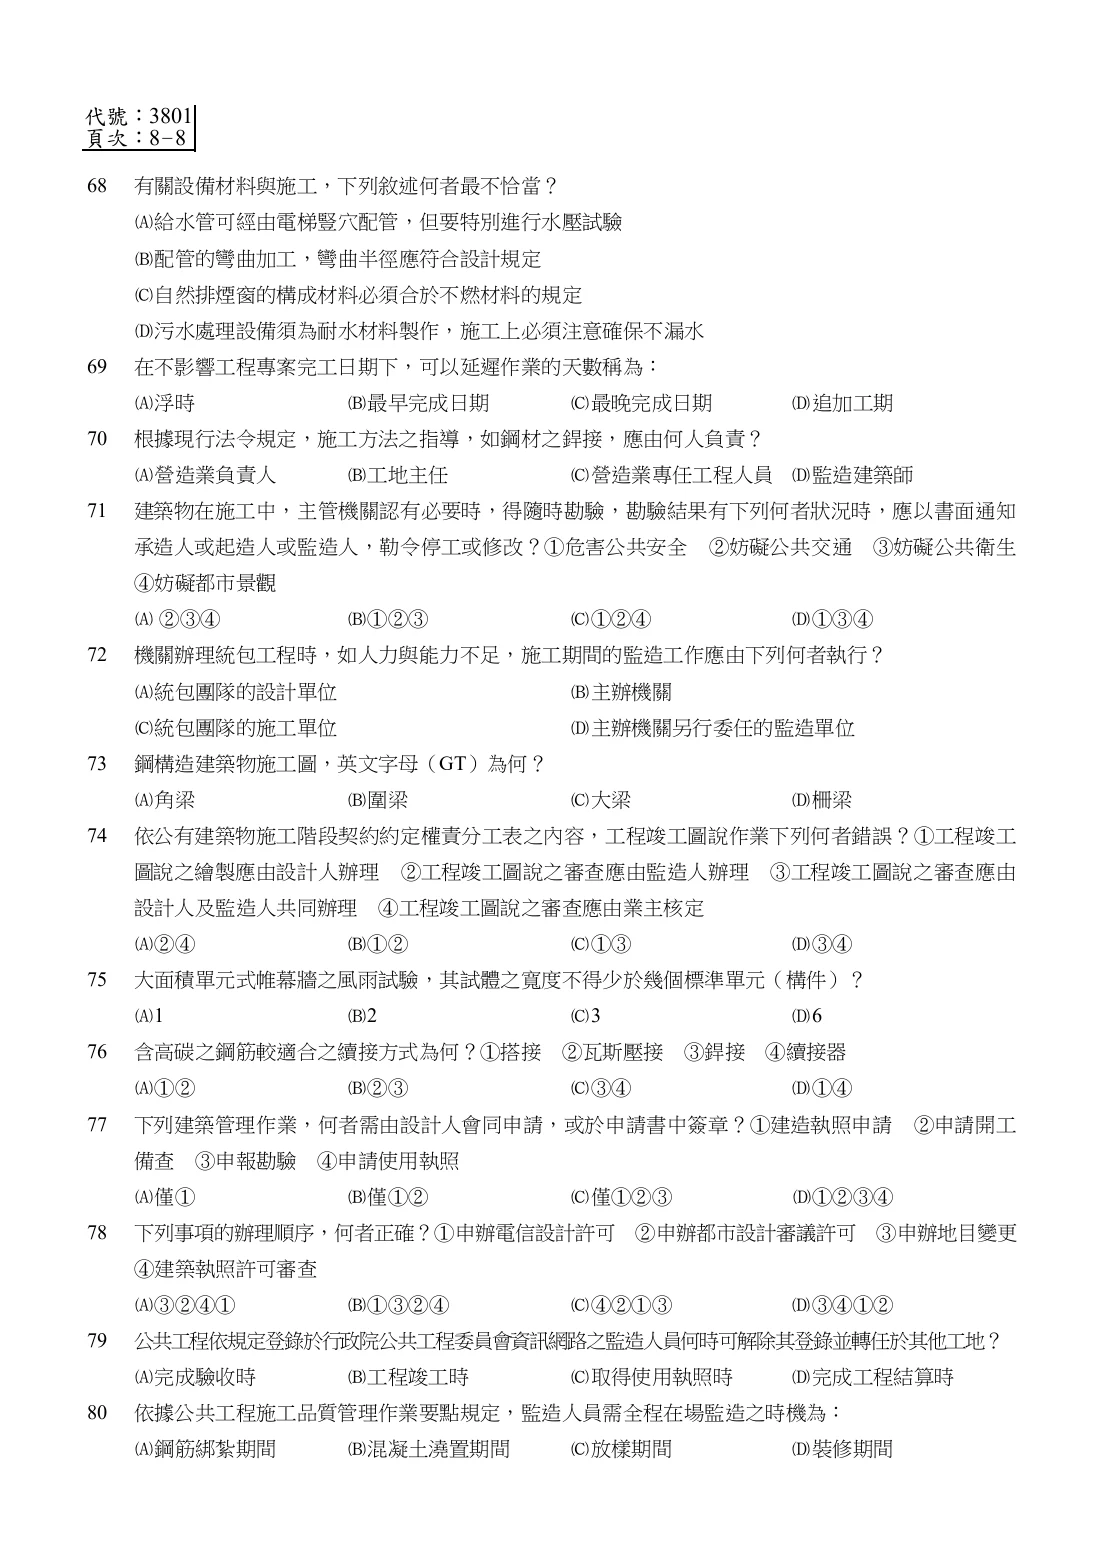 代號：3801
頁次：8－8
68 有關設備材料與施工，下列敘述何者最不恰當？
(A)給水管可經由電梯豎穴配管，但要特別進行水壓試驗
(B)配管的彎曲加工，彎曲半徑應符合設計規定
(C)自然排煙窗的構成材料必須合於不燃材料的規定
(D)污水處理設備須為耐水材料製作，施工上必須注意確保不漏水
69 在不影響工程專案完工日期下，可以延遲作業的天數稱為：
(A)浮時 (B)最早完成日期 (C)最晚完成日期 (D)追加工期
70 根據現行法令規定，施工方法之指導，如鋼材之銲接，應由何人負責？
(A)營造業負責人 (B)工地主任 (C)營造業專任工程人員 (D)監造建築師
71 建築物在施工中，主管機關認有必要時，得隨時勘驗，勘驗結果有下列何者狀況時，應以書面通知
承造人或起造人或監造人，勒令停工或修改？①危害公共安全 ②妨礙公共交通 ③妨礙公共衛生
④妨礙都市景觀
(A) ②③④ (B)①②③ (C)①②④ (D)①③④
72 機關辦理統包工程時，如人力與能力不足，施工期間的監造工作應由下列何者執行？
(A)統包團隊的設計單位 (B)主辦機關
(C)統包團隊的施工單位 (D)主辦機關另行委任的監造單位
73 鋼構造建築物施工圖，英文字母（GT）為何？
(A)角梁 (B)圍梁 (C)大梁 (D)柵梁
74 依公有建築物施工階段契約約定權責分工表之內容，工程竣工圖說作業下列何者錯誤？①工程竣工
圖說之繪製應由設計人辦理 ②工程竣工圖說之審查應由監造人辦理 ③工程竣工圖說之審查應由
設計人及監造人共同辦理 ④工程竣工圖說之審查應由業主核定
(A)②④ (B)①② (C)①③ (D)③④
75 大面積單元式帷幕牆之風雨試驗，其試體之寬度不得少於幾個標準單元（構件）？
(A)1 (B)2 (C)3 (D)6
76 含高碳之鋼筋較適合之續接方式為何？①搭接 ②瓦斯壓接 ③銲接 ④續接器
(A)①② (B)②③ (C)③④ (D)①④
77 下列建築管理作業，何者需由設計人會同申請，或於申請書中簽章？①建造執照申請 ②申請開工
備查 ③申報勘驗 ④申請使用執照
(A)僅① (B)僅①② (C)僅①②③ (D)①②③④
78 下列事項的辦理順序，何者正確？①申辦電信設計許可 ②申辦都市設計審議許可 ③申辦地目變更
④建築執照許可審查
(A)③②④① (B)①③②④ (C)④②①③ (D)③④①②
79 公共工程依規定登錄於行政院公共工程委員會資訊網路之監造人員何時可解除其登錄並轉任於其他工地？
(A)完成驗收時 (B)工程竣工時 (C)取得使用執照時 (D)完成工程結算時
80 依據公共工程施工品質管理作業要點規定，監造人員需全程在場監造之時機為：
(A)鋼筋綁紮期間 (B)混凝土澆置期間 (C)放樣期間 (D)裝修期間